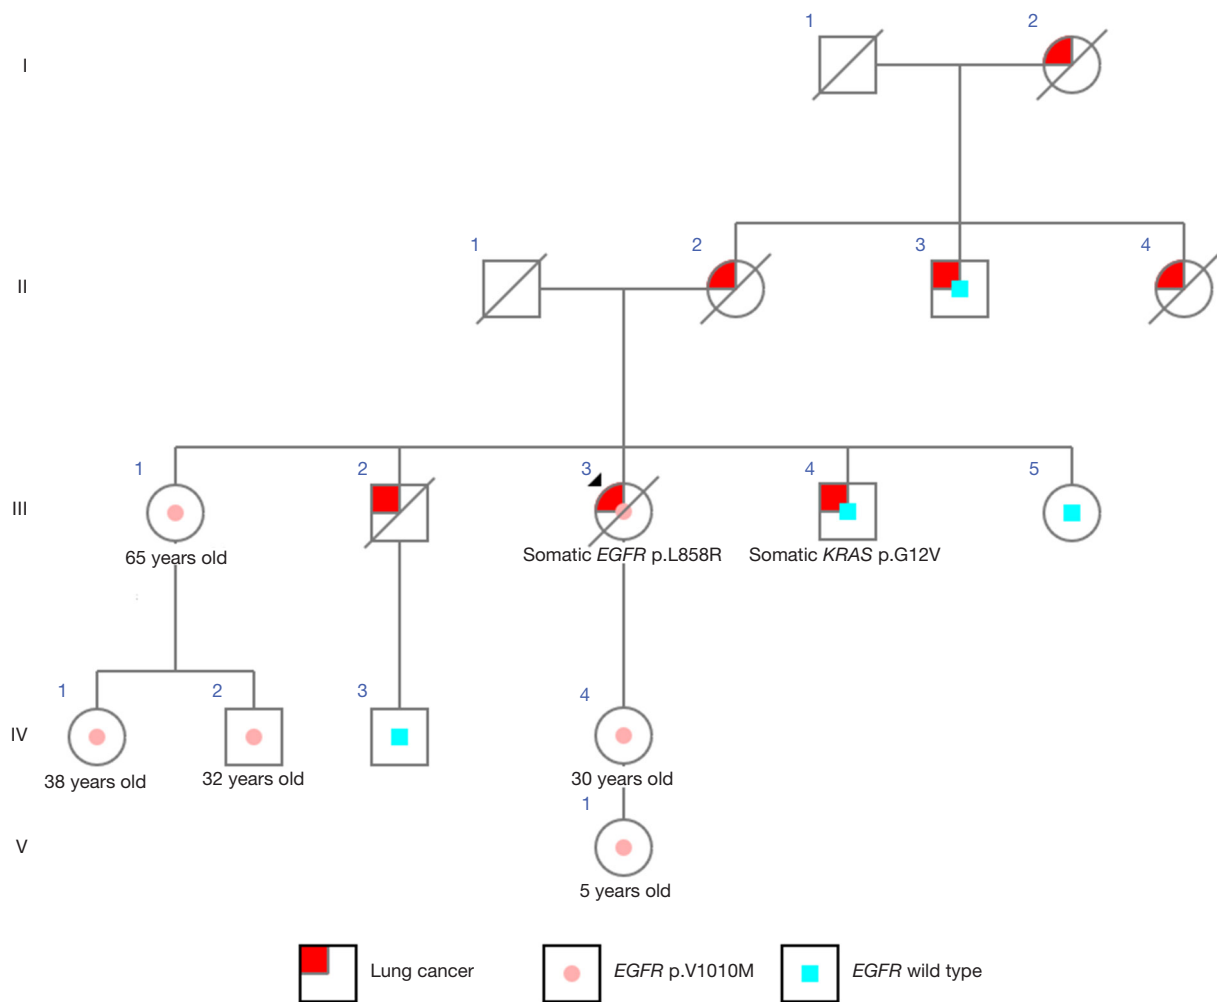 1 2
I
1 2 3 4
II
1 2 3 4 5
III
65 years old Somatic EGFR p.L858R Somatic KRAS p.G12V
1 2 3 4
IV
38 years old 32 years old 30 years old
1
V
5 years old
Lung cancer EGFR p.V1010M EGFR wild type